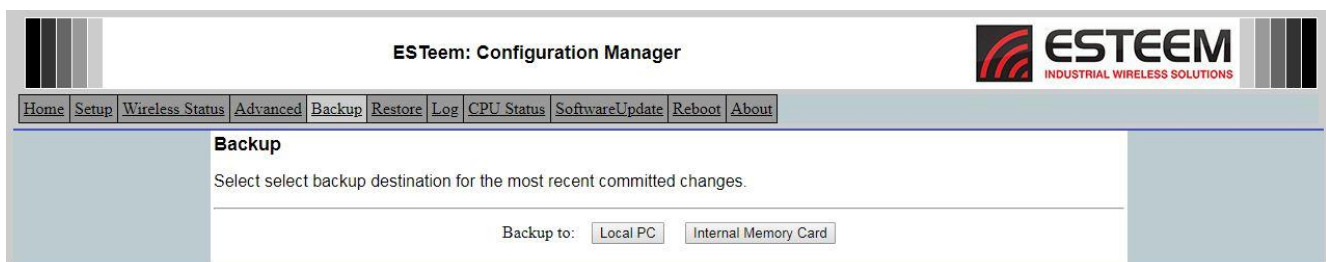 ESTeem: Configuration Manager
ESTEEM
INDUSTRIAL WIRELESS SOLUTIONS
Home Setup Wireless Status Advanced Backup Restore Log CPU Status SoftwareUpdate Reboot About
Backup
Select select backup destination for the most recent committed changes.
Backup to: Local PC Internal Memory Card